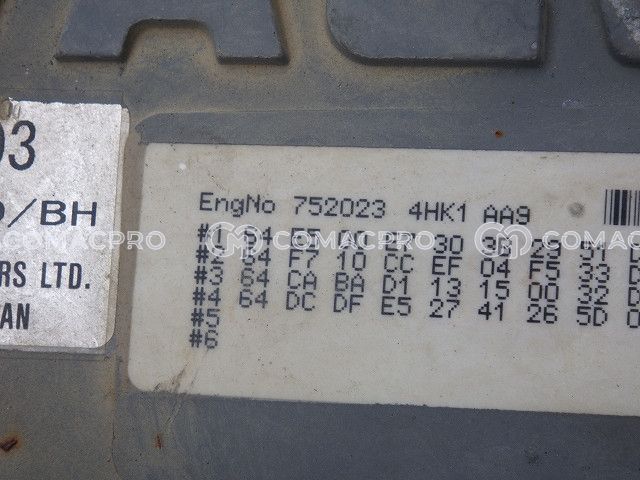 03
D/BH
RS LTD.
AN
EngNo 752023 4HK1 AA9
#1 64 30
#2 64 F7 10 CC EF 04 F5 33
#3 64 CA BA D1 13 15 00 32
#4 64 DC DF E5 27 41 26 5D
#5
#6
COMACPRO COMACPRO COMACPRO